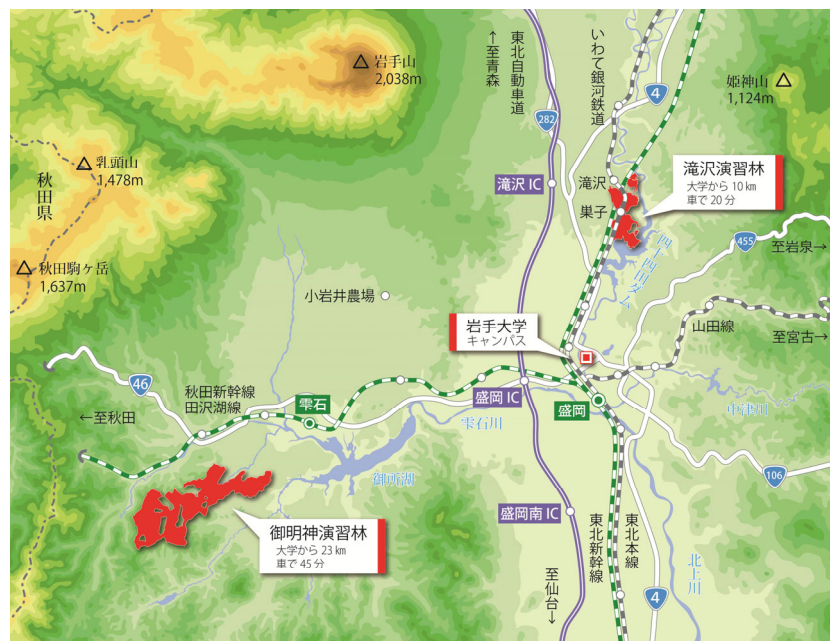 岩手山
2,038m
↑至青森
東北自動車道
いわて銀河鉄道
4
姫神山
1,124m
282
乳頭山
1,478m
秋田県
滝沢 IC
滝沢
巣子
滝沢演習林
大学から 10 km
車で 20 分
四十四田ダム
455
至岩泉→
秋田駒ヶ岳
1,637m
小岩井農場
岩手大学
キャンパス
山田線
至宮古→
46
秋田新幹線
田沢湖線
雫石
←至秋田
盛岡 IC
盛岡
雫石川
中津川
御所湖
106
御明神演習林
大学から 23 km
車で 45 分
盛岡南 IC
東北新幹線
東北本線
北上川
至仙台→
4